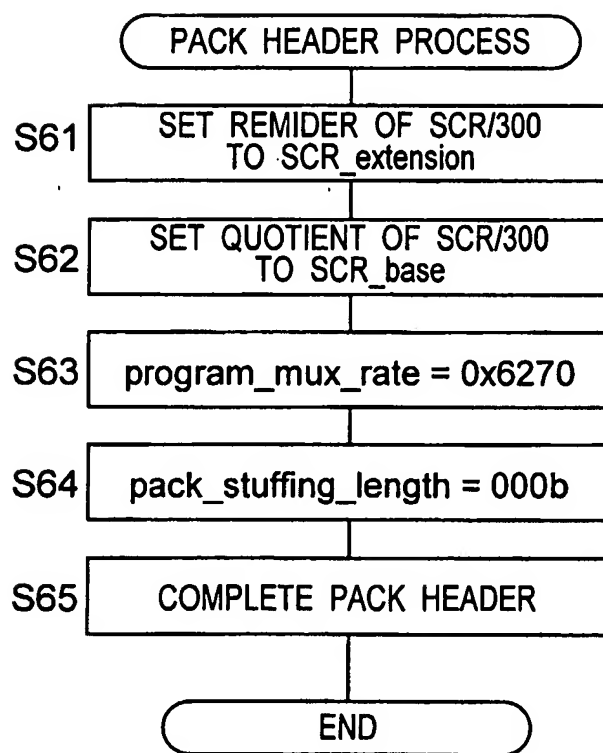 PACK HEADER PROCESS
S61
SET REMIDER OF SCR/300
TO SCR_extension
S62
SET QUOTIENT OF SCR/300
TO SCR_base
S63
program_mux_rate = 0x6270
S64
pack_stuffing_length = 000b
S65
COMPLETE PACK HEADER
END